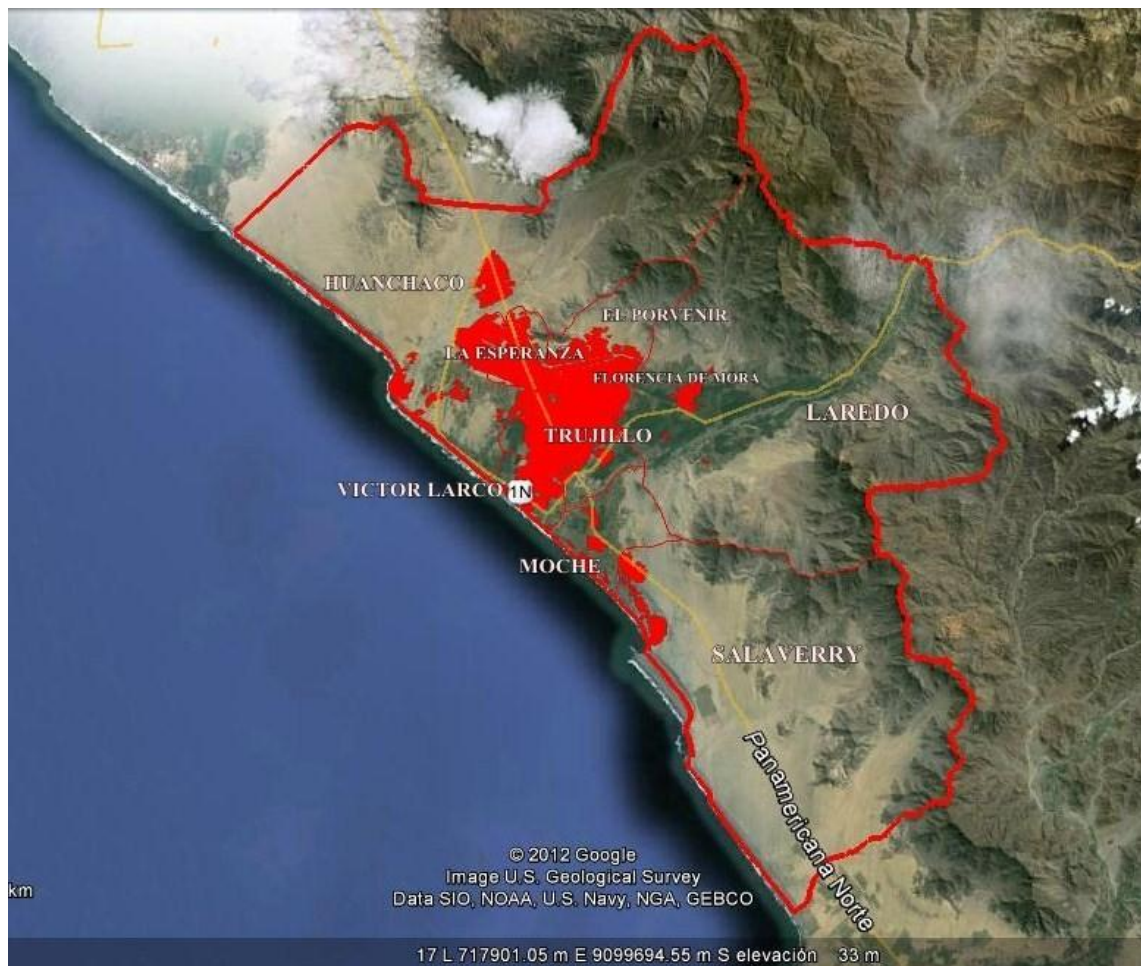 HUANCHACO
EL PORVENIR
LA ESPERANZA
FLORENCIA DE MORA
LAREDO
TRUJILLO
VICTOR LARCO
1N
MOCHE
SALAVERRY
Panamericana Norte
© 2012 Google
Image U.S. Geological Survey
km
Data SIO, NOAA, U.S. Navy, NGA, GEBCO
17 L 717901.05 m E 9099694.55 m S elevación 33 m